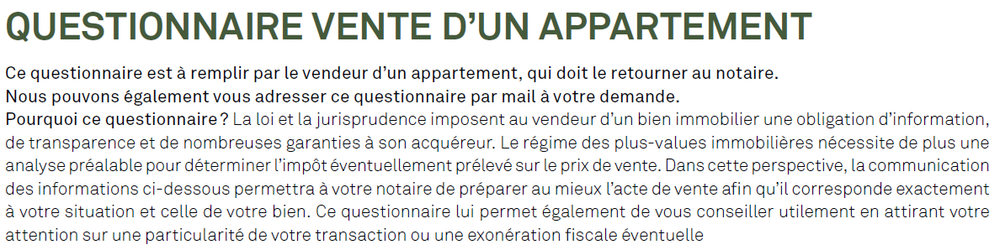 QUESTIONNAIRE VENTE D’UN APPARTEMENT
Ce questionnaire est à remplir par le vendeur d’un appartement, qui doit le retourner au notaire.
Nous pouvons également vous adresser ce questionnaire par mail à votre demande.
Pourquoi ce questionnaire ? La loi et la jurisprudence imposent au vendeur d’un bien immobilier une obligation d’information,
de transparence et de nombreuses garanties à son acquéreur. Le régime des plus-values immobilières nécessite de plus une
analyse préalable pour déterminer l’impôt éventuellement prélevé sur le prix de vente. Dans cette perspective, la communication
des informations ci-dessous permettra à votre notaire de préparer au mieux l’acte de vente afin qu’il corresponde exactement
à votre situation et celle de votre bien. Ce questionnaire lui permet également de vous conseiller utilement en attirant votre
attention sur une particularité de votre transaction ou une exonération fiscale éventuelle